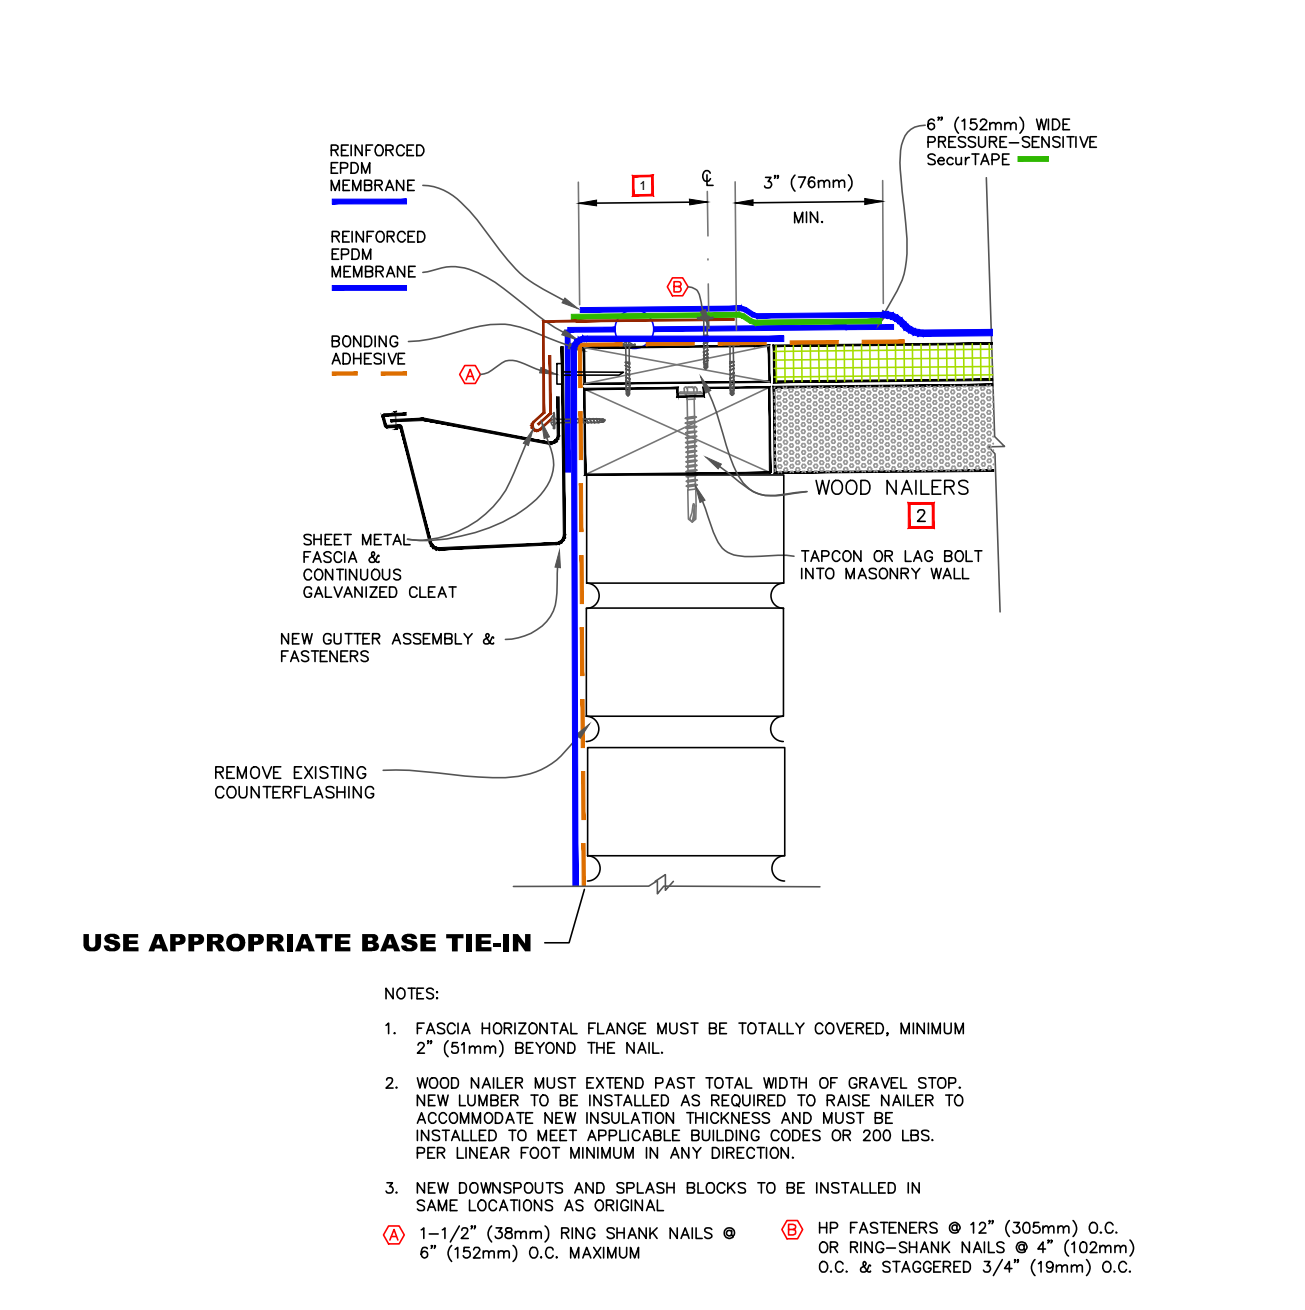 REINFORCED
EPDM
MEMBRANE
REINFORCED
EPDM
MEMBRANE
BONDING
ADHESIVE
A
1
℄
3" (76mm)
MIN.
B
6" (152mm) WIDE
PRESSURE-SENSITIVE
SecurTAPE
WOOD NAILERS
2
TAPCON OR LAG BOLT
INTO MASONRY WALL
SHEET METAL
FASCIA &
CONTINUOUS
GALVANIZED CLEAT
NEW GUTTER ASSEMBLY &
FASTENERS
REMOVE EXISTING
COUNTERFLASHING
USE APPROPRIATE BASE TIE-IN
NOTES:
1. FASCIA HORIZONTAL FLANGE MUST BE TOTALLY COVERED, MINIMUM
2" (51mm) BEYOND THE NAIL.
2. WOOD NAILER MUST EXTEND PAST TOTAL WIDTH OF GRAVEL STOP.
NEW LUMBER TO BE INSTALLED AS REQUIRED TO RAISE NAILER TO
ACCOMMODATE NEW INSULATION THICKNESS AND MUST BE
INSTALLED TO MEET APPLICABLE BUILDING CODES OR 200 LBS.
PER LINEAR FOOT MINIMUM IN ANY DIRECTION.
3. NEW DOWNSPOUTS AND SPLASH BLOCKS TO BE INSTALLED IN
SAME LOCATIONS AS ORIGINAL
A 1-1/2" (38mm) RING SHANK NAILS @
6" (152mm) O.C. MAXIMUM
B HP FASTENERS @ 12" (305mm) O.C.
OR RING-SHANK NAILS @ 4" (102mm)
O.C. & STAGGERED 3/4" (19mm) O.C.